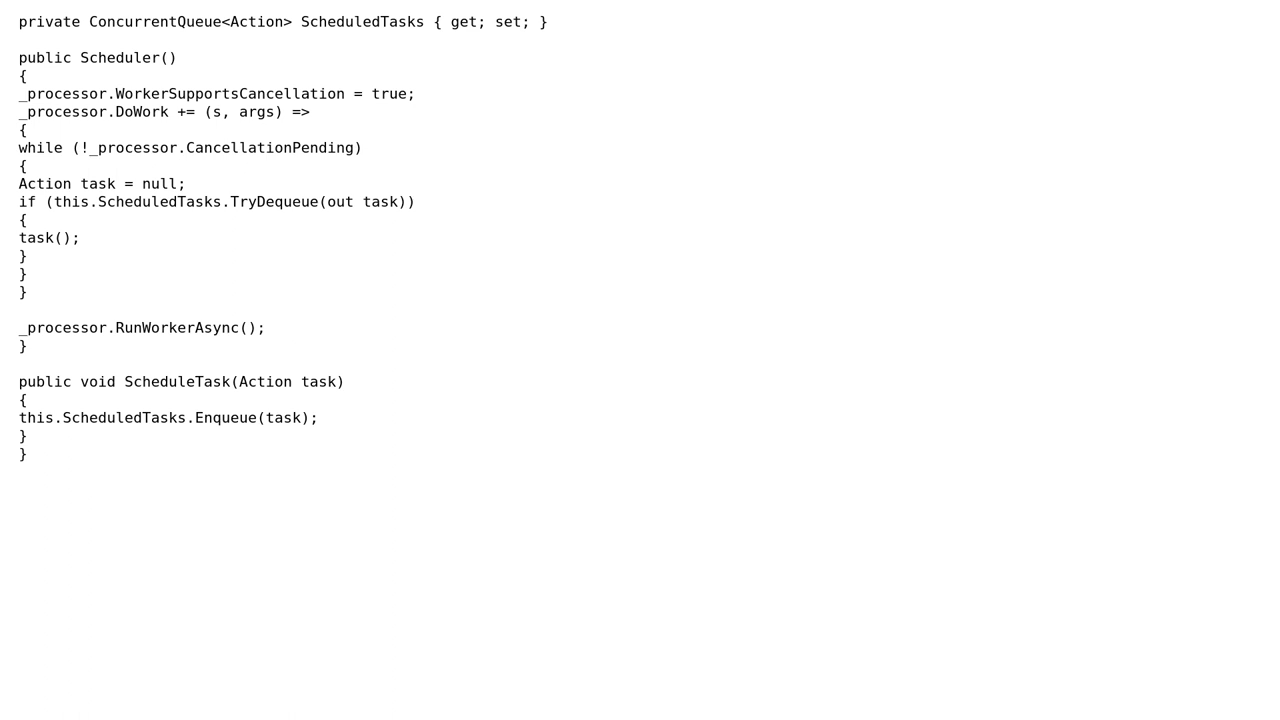 private ConcurrentQueue<Action> ScheduledTasks { get; set; }

public Scheduler()
{
_processor.WorkerSupportsCancellation = true;
_processor.DoWork += (s, args) =>
{
while (!_processor.CancellationPending)
{
Action task = null;
if (this.ScheduledTasks.TryDequeue(out task))
{
task();
}
}
}

_processor.RunWorkerAsync();
}

public void ScheduleTask(Action task)
{
this.ScheduledTasks.Enqueue(task);
}
}